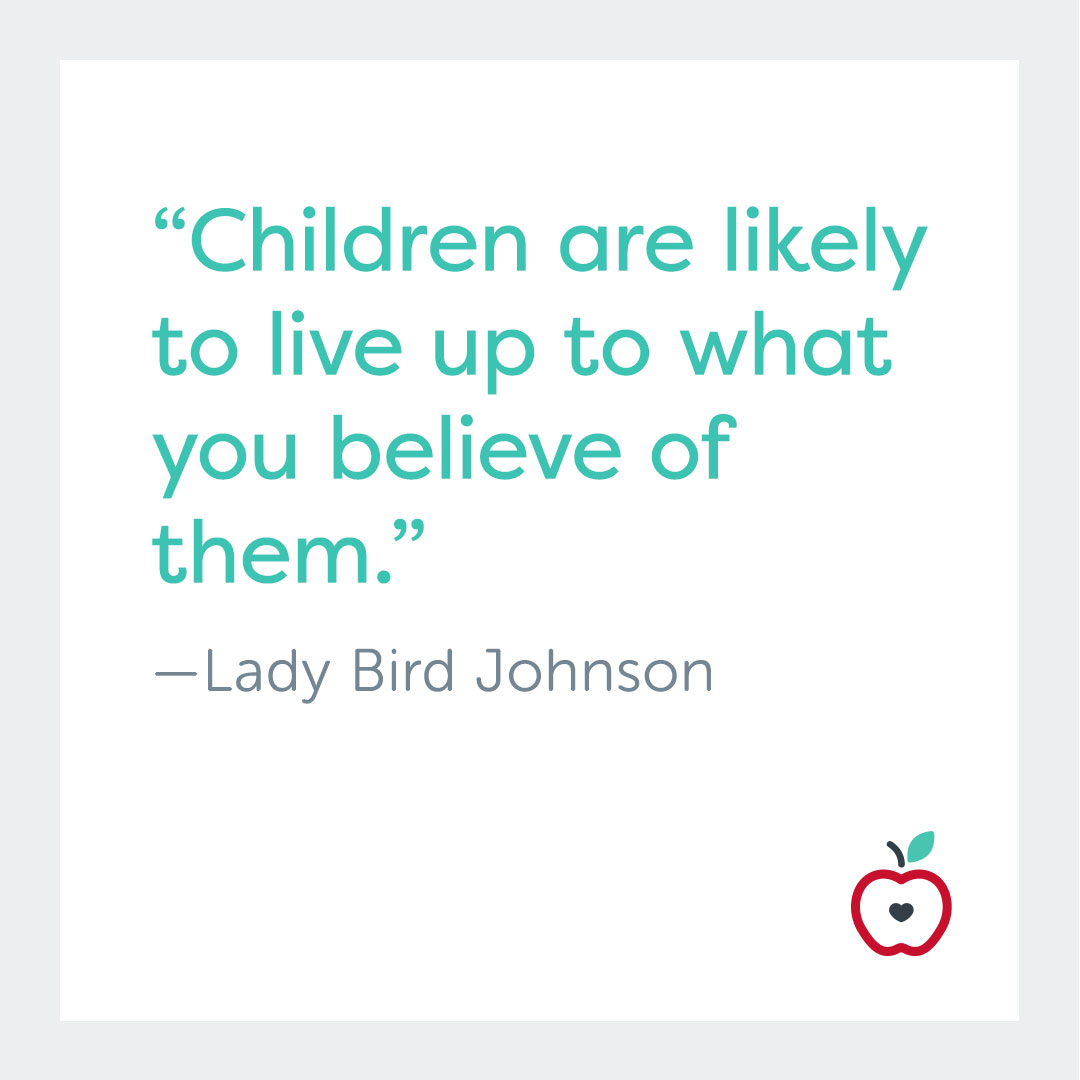 “Children are likely
to live up to what
you believe of
them.”
—Lady Bird Johnson